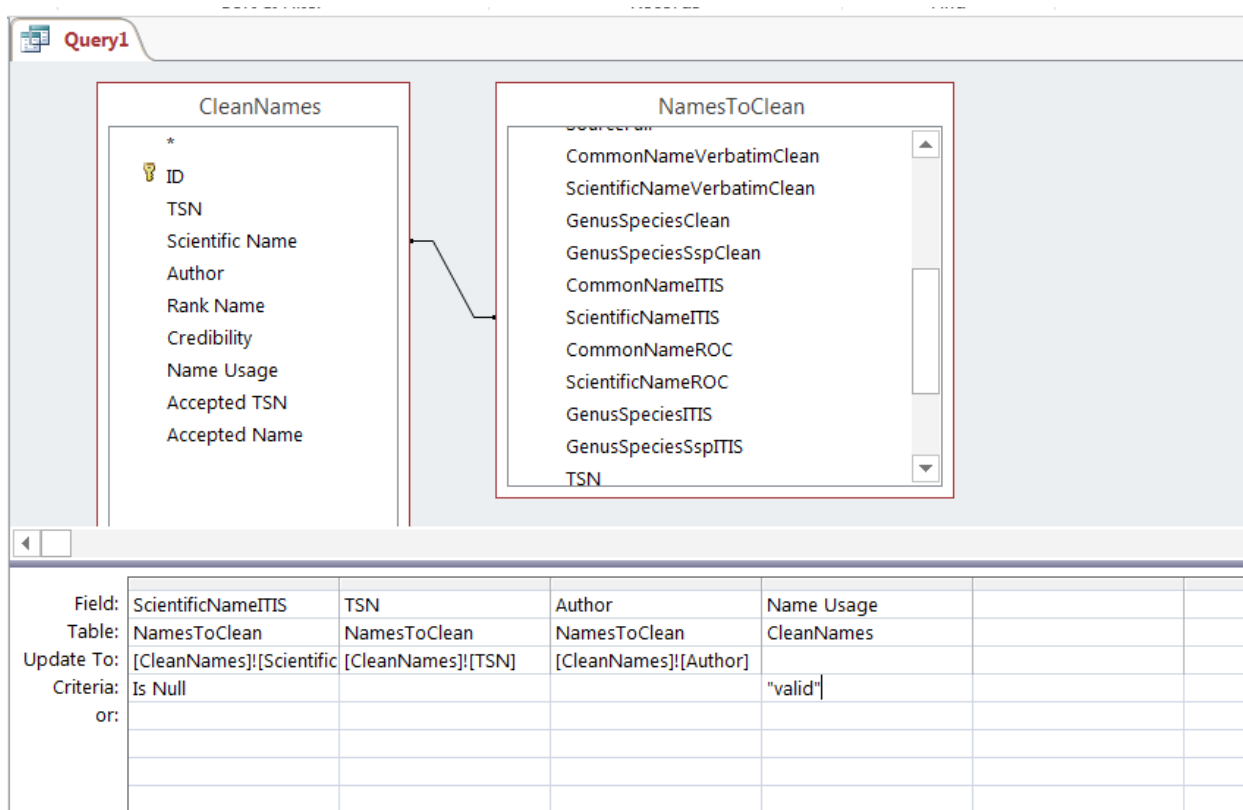 Query1
CleanNames
*
ID
TSN
Scientific Name
Author
Rank Name
Credibility
Name Usage
Accepted TSN
Accepted Name
NamesToClean
CommonNameVerbatimClean
ScientificNameVerbatimClean
GenusSpeciesClean
GenusSpeciesSspClean
CommonNameITIS
ScientificNameITIS
CommonNameROC
ScientificNameROC
GenusSpeciesITIS
GenusSpeciesSspITIS
TSN
Field: ScientificNameITIS TSN Author Name Usage
Table: NamesToClean NamesToClean NamesToClean CleanNames
Update To: [CleanNames]![Scientific [CleanNames]![TSN] [CleanNames]![Author]
Criteria: Is Null "valid"
or: